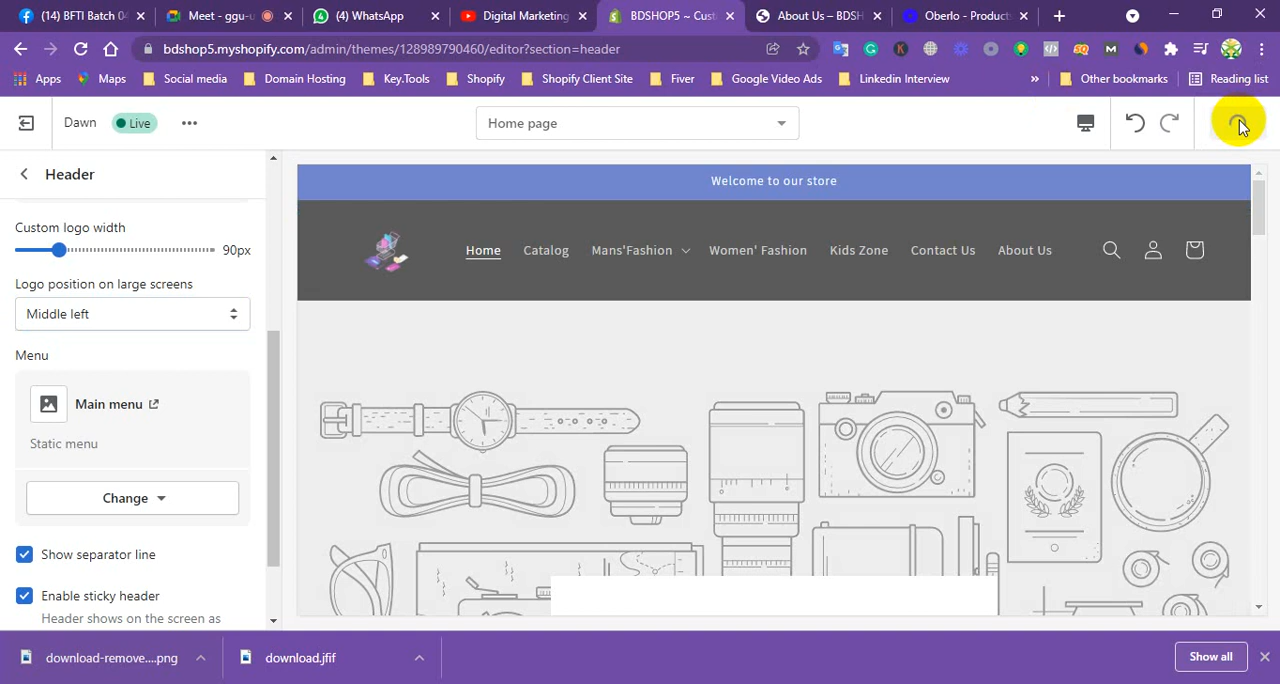 (14) BFTI Batch 04
Meet - ggu-u
(4) WhatsApp
Digital Marketing
BDSHOP5 ~ Cust
About Us – BDSH
Oberlo - Products
bdshop5.myshopify.com/admin/themes/128989790460/editor?section=header
Apps
Maps
Social media
Domain Hosting
Key.Tools
Shopify
Shopify Client Site
Fiver
Google Video Ads
Linkedin Interview
»
Other bookmarks
Reading list
Dawn
Live
Home page
Header
Custom logo width
90px
Logo position on large screens
Middle left
Menu
Main menu
Static menu
Change
Show separator line
Enable sticky header
Header shows on the screen as
Welcome to our store
Home
Catalog
Mans'Fashion
Women' Fashion
Kids Zone
Contact Us
About Us
download-remove....png
download.jfif
Show all